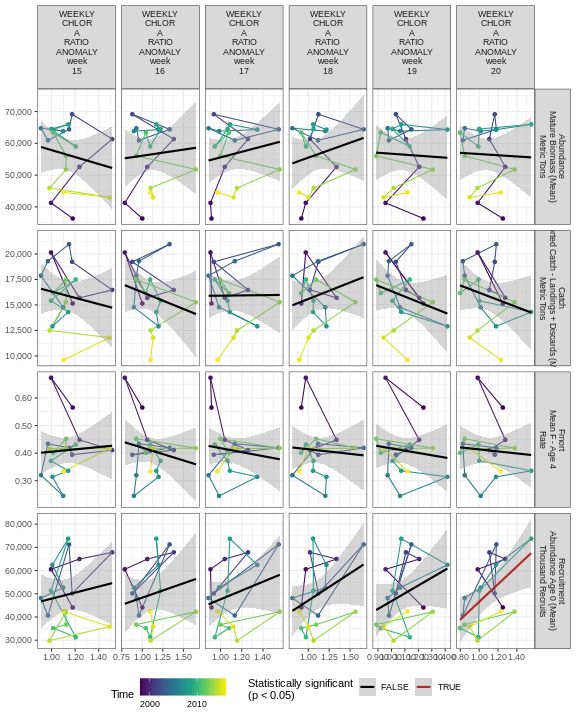 WEEKLY
CHLOR
A
RATIO
ANOMALY
week
15
WEEKLY
CHLOR
A
RATIO
ANOMALY
week
16
WEEKLY
CHLOR
A
RATIO
ANOMALY
week
17
WEEKLY
CHLOR
A
RATIO
ANOMALY
week
18
WEEKLY
CHLOR
A
RATIO
ANOMALY
week
19
WEEKLY
CHLOR
A
RATIO
ANOMALY
week
20
70,000
60,000
50,000
40,000
Abundance
Mature Biomass (Mean)
Metric Tons
20,000
17,500
15,000
12,500
10,000
Catch
Catch - Landings + Discards
Metric Tons
0.60
0.50
0.40
0.30
Fmort
Mean F - Age 4
Rate
80,000
70,000
60,000
50,000
40,000
30,000
Recruitment
Abundance Age 0 (Mean)
Thousand Recruits
1.00 1.20 1.40
0.75 1.00 1.25 1.50
1.00 1.20 1.40
1.00 1.25 1.50
0.80 1.00 1.20 1.40
Time
2000 2010
Statistically significant
(p < 0.05)
FALSE
TRUE